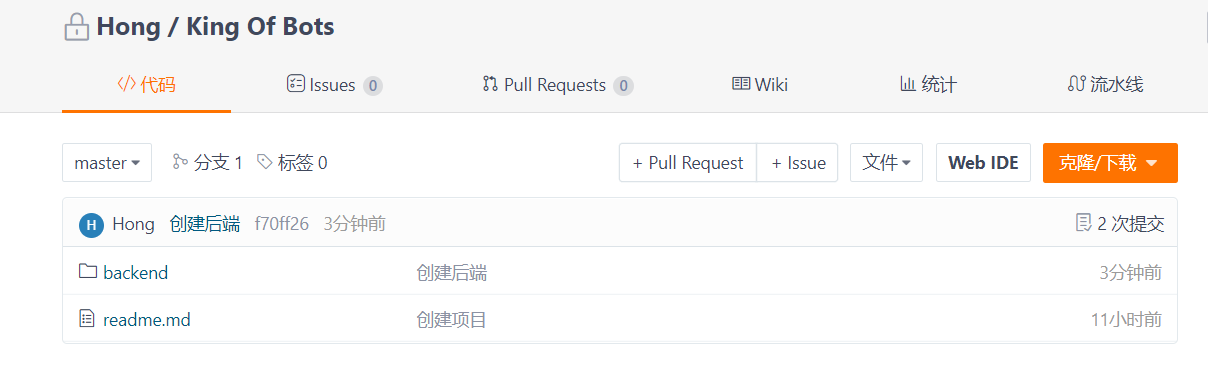 Hong / King Of Bots
代码 Issues 0 Pull Requests 0 Wiki 统计 流水线
master 分支 1 标签 0 + Pull Request + Issue 文件 Web IDE 克隆/下载
H Hong 创建后端 f70ff26 3分钟前 2 次提交
backend 创建后端 3分钟前
readme.md 创建项目 11小时前